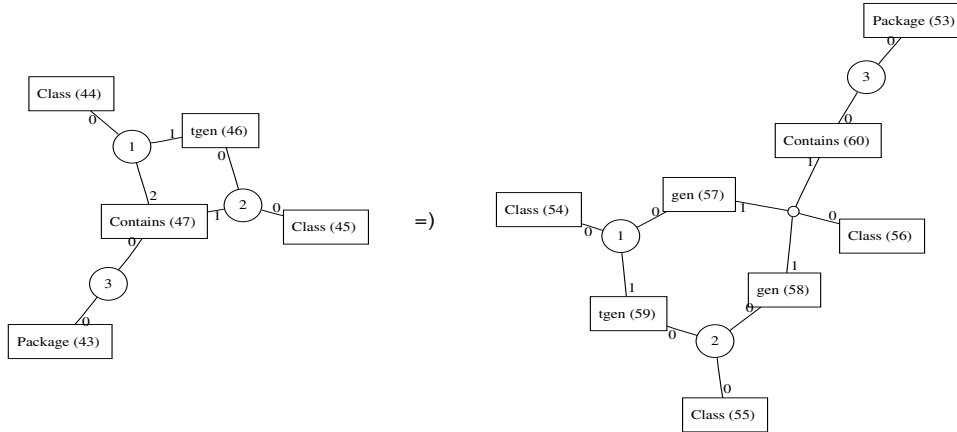 Package (53)
0
3
Class (44)
0
0
tgen (46)
1
Contains (60)
1
0
1
2
gen (57)
Class (54)
0
1
0
Contains (47)
1
2
0
Class (45)
=)
0
1
0
Class (56)
0
1
3
1
gen (58)
0
tgen (59)
0
2
0
Package (43)
0
Class (55)